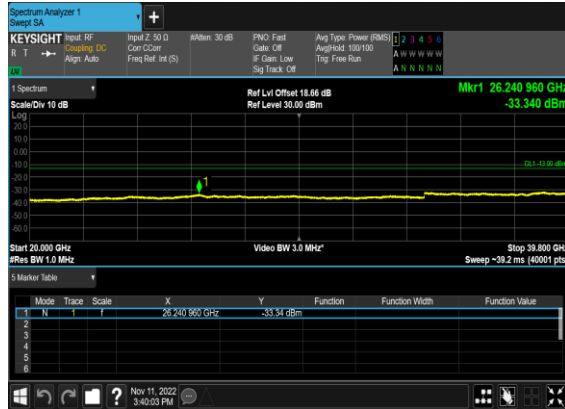 Spectrum Analyzer 1
Swept SA
+
KEYSIGHT Input: RF Input Z: 50 Ω #Atten: 30 dB PNO: Fast Avg Type: Power (RMS) 1 2 3 4 5 6
R T Coupling: DC Corr CCorr Gate: Off Avg|Hold: 100/100 A W W W W W
Align: Auto Freq Ref: Int (S) IF Gain: Low Trig: Free Run
Sig Track: Off A N N N N N
1 Spectrum
Scale/Div 10 dB
Ref Lvl Offset 18.66 dB
Ref Level 30.00 dBm
Mkr1 26.240 960 GHz
-33.340 dBm
Log
20.0
10.0
0.00
-10.0
DL1 -13.00 dBm
-20.0
1
-30.0
-40.0
-50.0
-60.0
Start 20.000 GHz Video BW 3.0 MHz* Stop 39.800 GHz
#Res BW 1.0 MHz Sweep ~39.2 ms (40001 pts)
5 Marker Table
Mode Trace Scale X Y Function Function Width Function Value
1 N 1 f 26.240 960 GHz -33.34 dBm
2
3
4
5
6
? Nov 11, 2022
3:40:03 PM